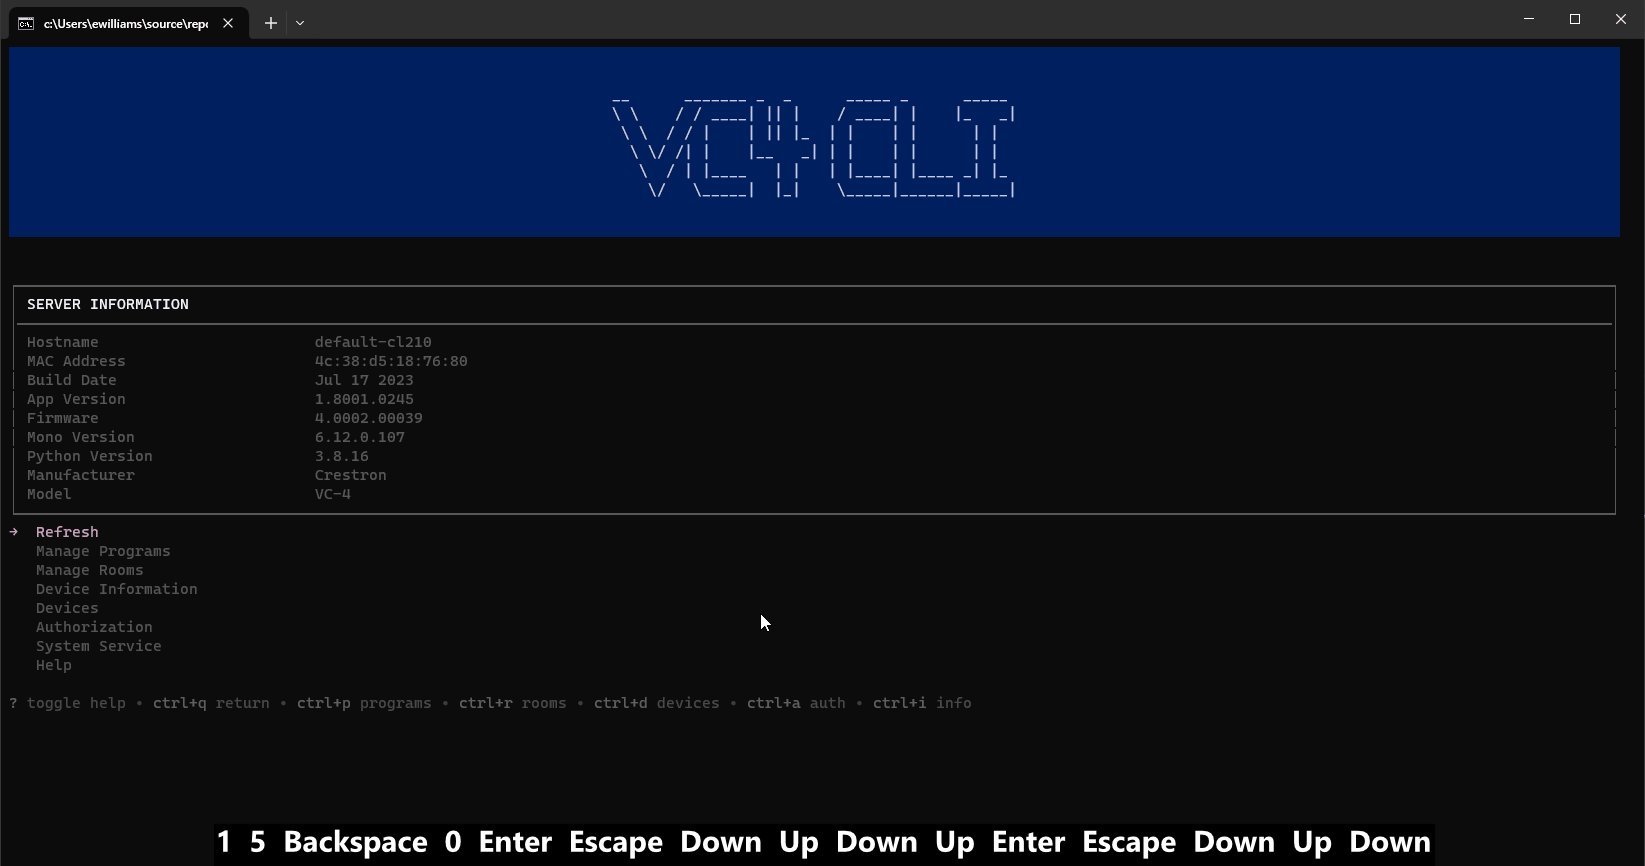 c:\Users\ewilliams\source\repo
VC4 CLI
SERVER INFORMATION
Hostname default-cl210
MAC Address 4c:38:d5:18:76:80
Build Date Jul 17 2023
App Version 1.8001.0245
Firmware 4.0002.00039
Mono Version 6.12.0.107
Python Version 3.8.16
Manufacturer Crestron
Model VC-4
→ Refresh
Manage Programs
Manage Rooms
Device Information
Devices
Authorization
System Service
Help
? toggle help • ctrl+q return • ctrl+p programs • ctrl+r rooms • ctrl+d devices • ctrl+a auth • ctrl+i info
1 5 Backspace 0 Enter Escape Down Up Down Up Enter Escape Down Up Down